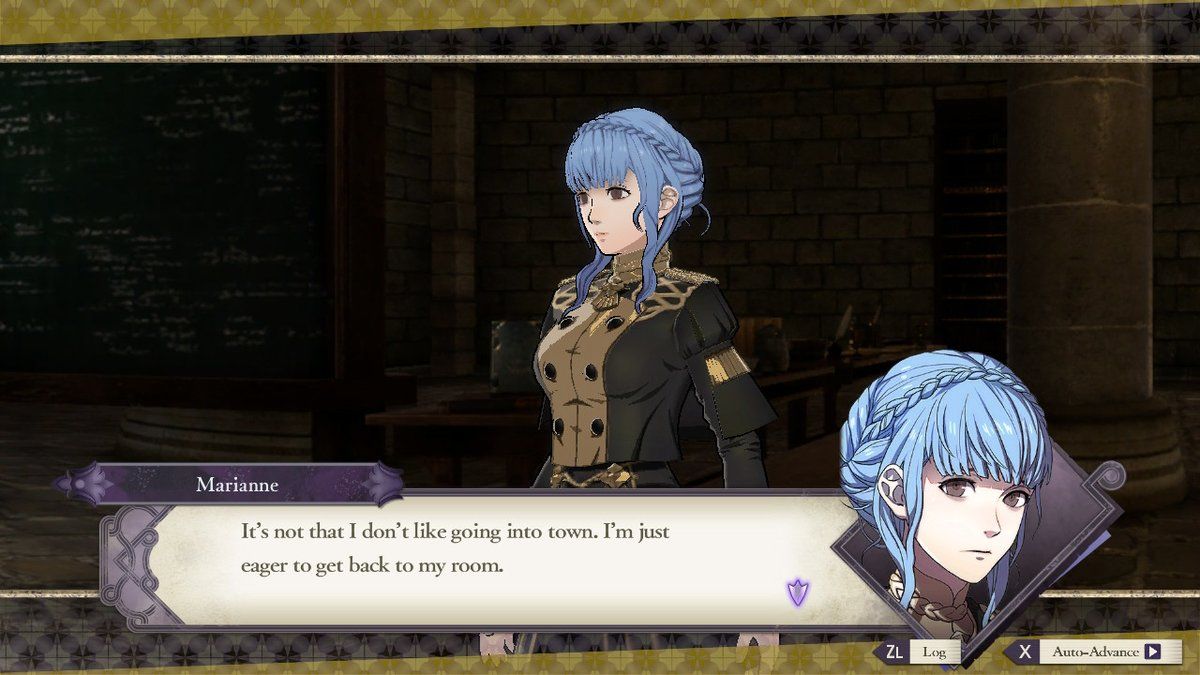 Marianne
It's not that I don't like going into town. I'm just
eager to get back to my room.
ZL Log
X Auto-Advance